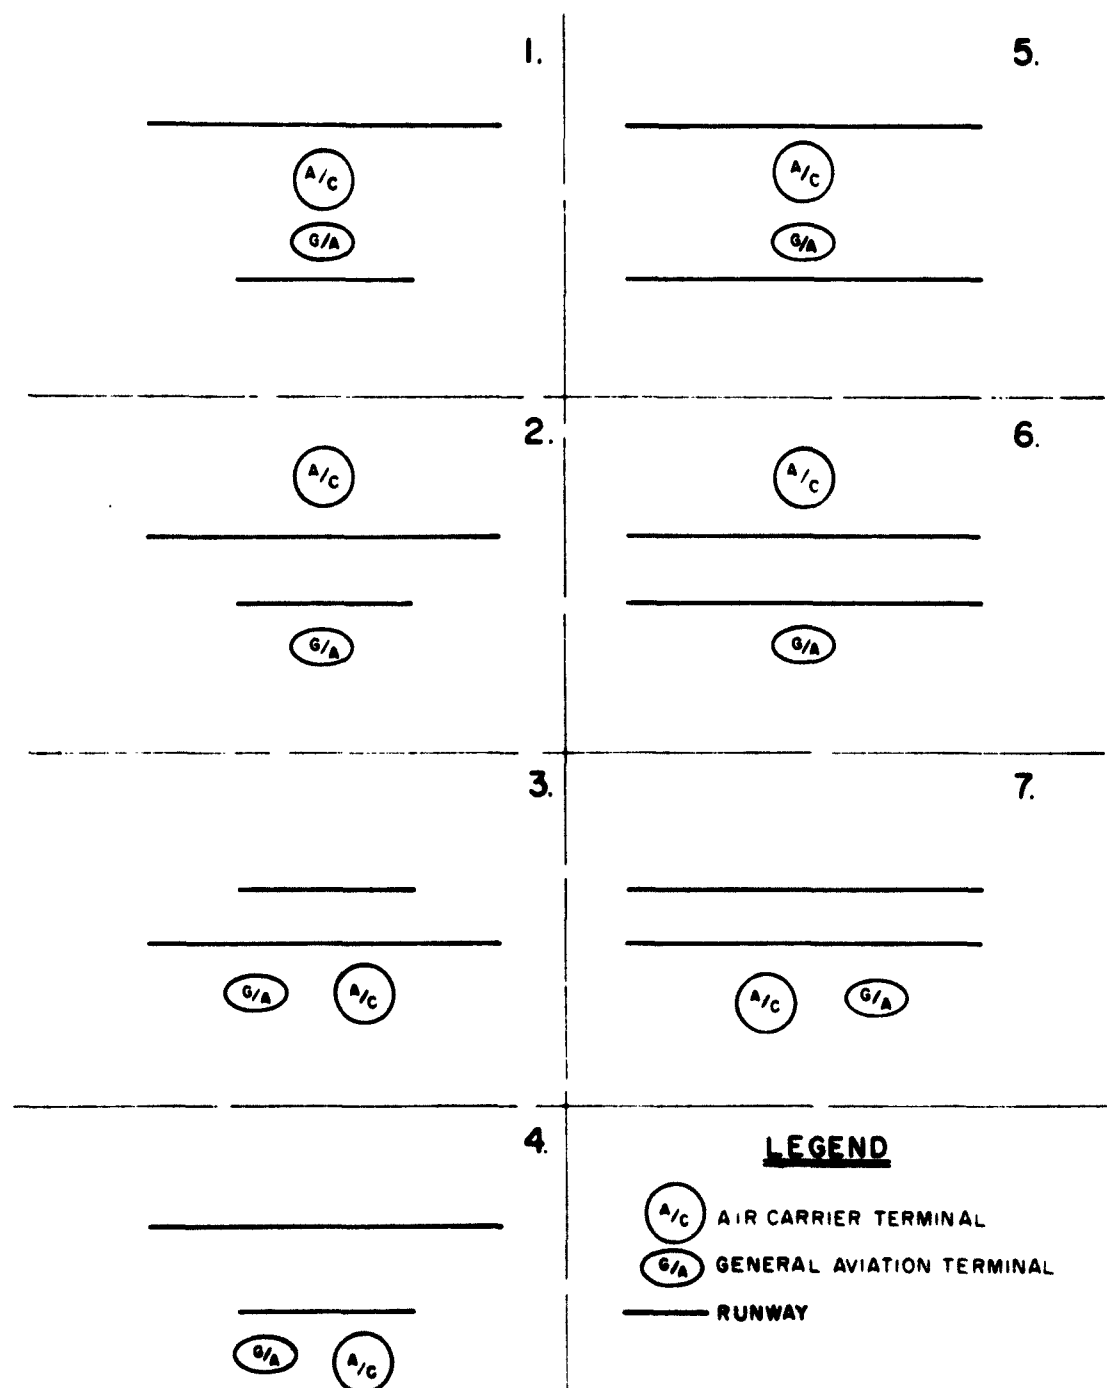 1.
A/C
G/A
5.
A/C
G/A
2.
A/C
G/A
6.
A/C
G/A
3.
G/A A/C
7.
A/C G/A
4.
G/A A/C
LEGEND
A/C AIR CARRIER TERMINAL
G/A GENERAL AVIATION TERMINAL
RUNWAY